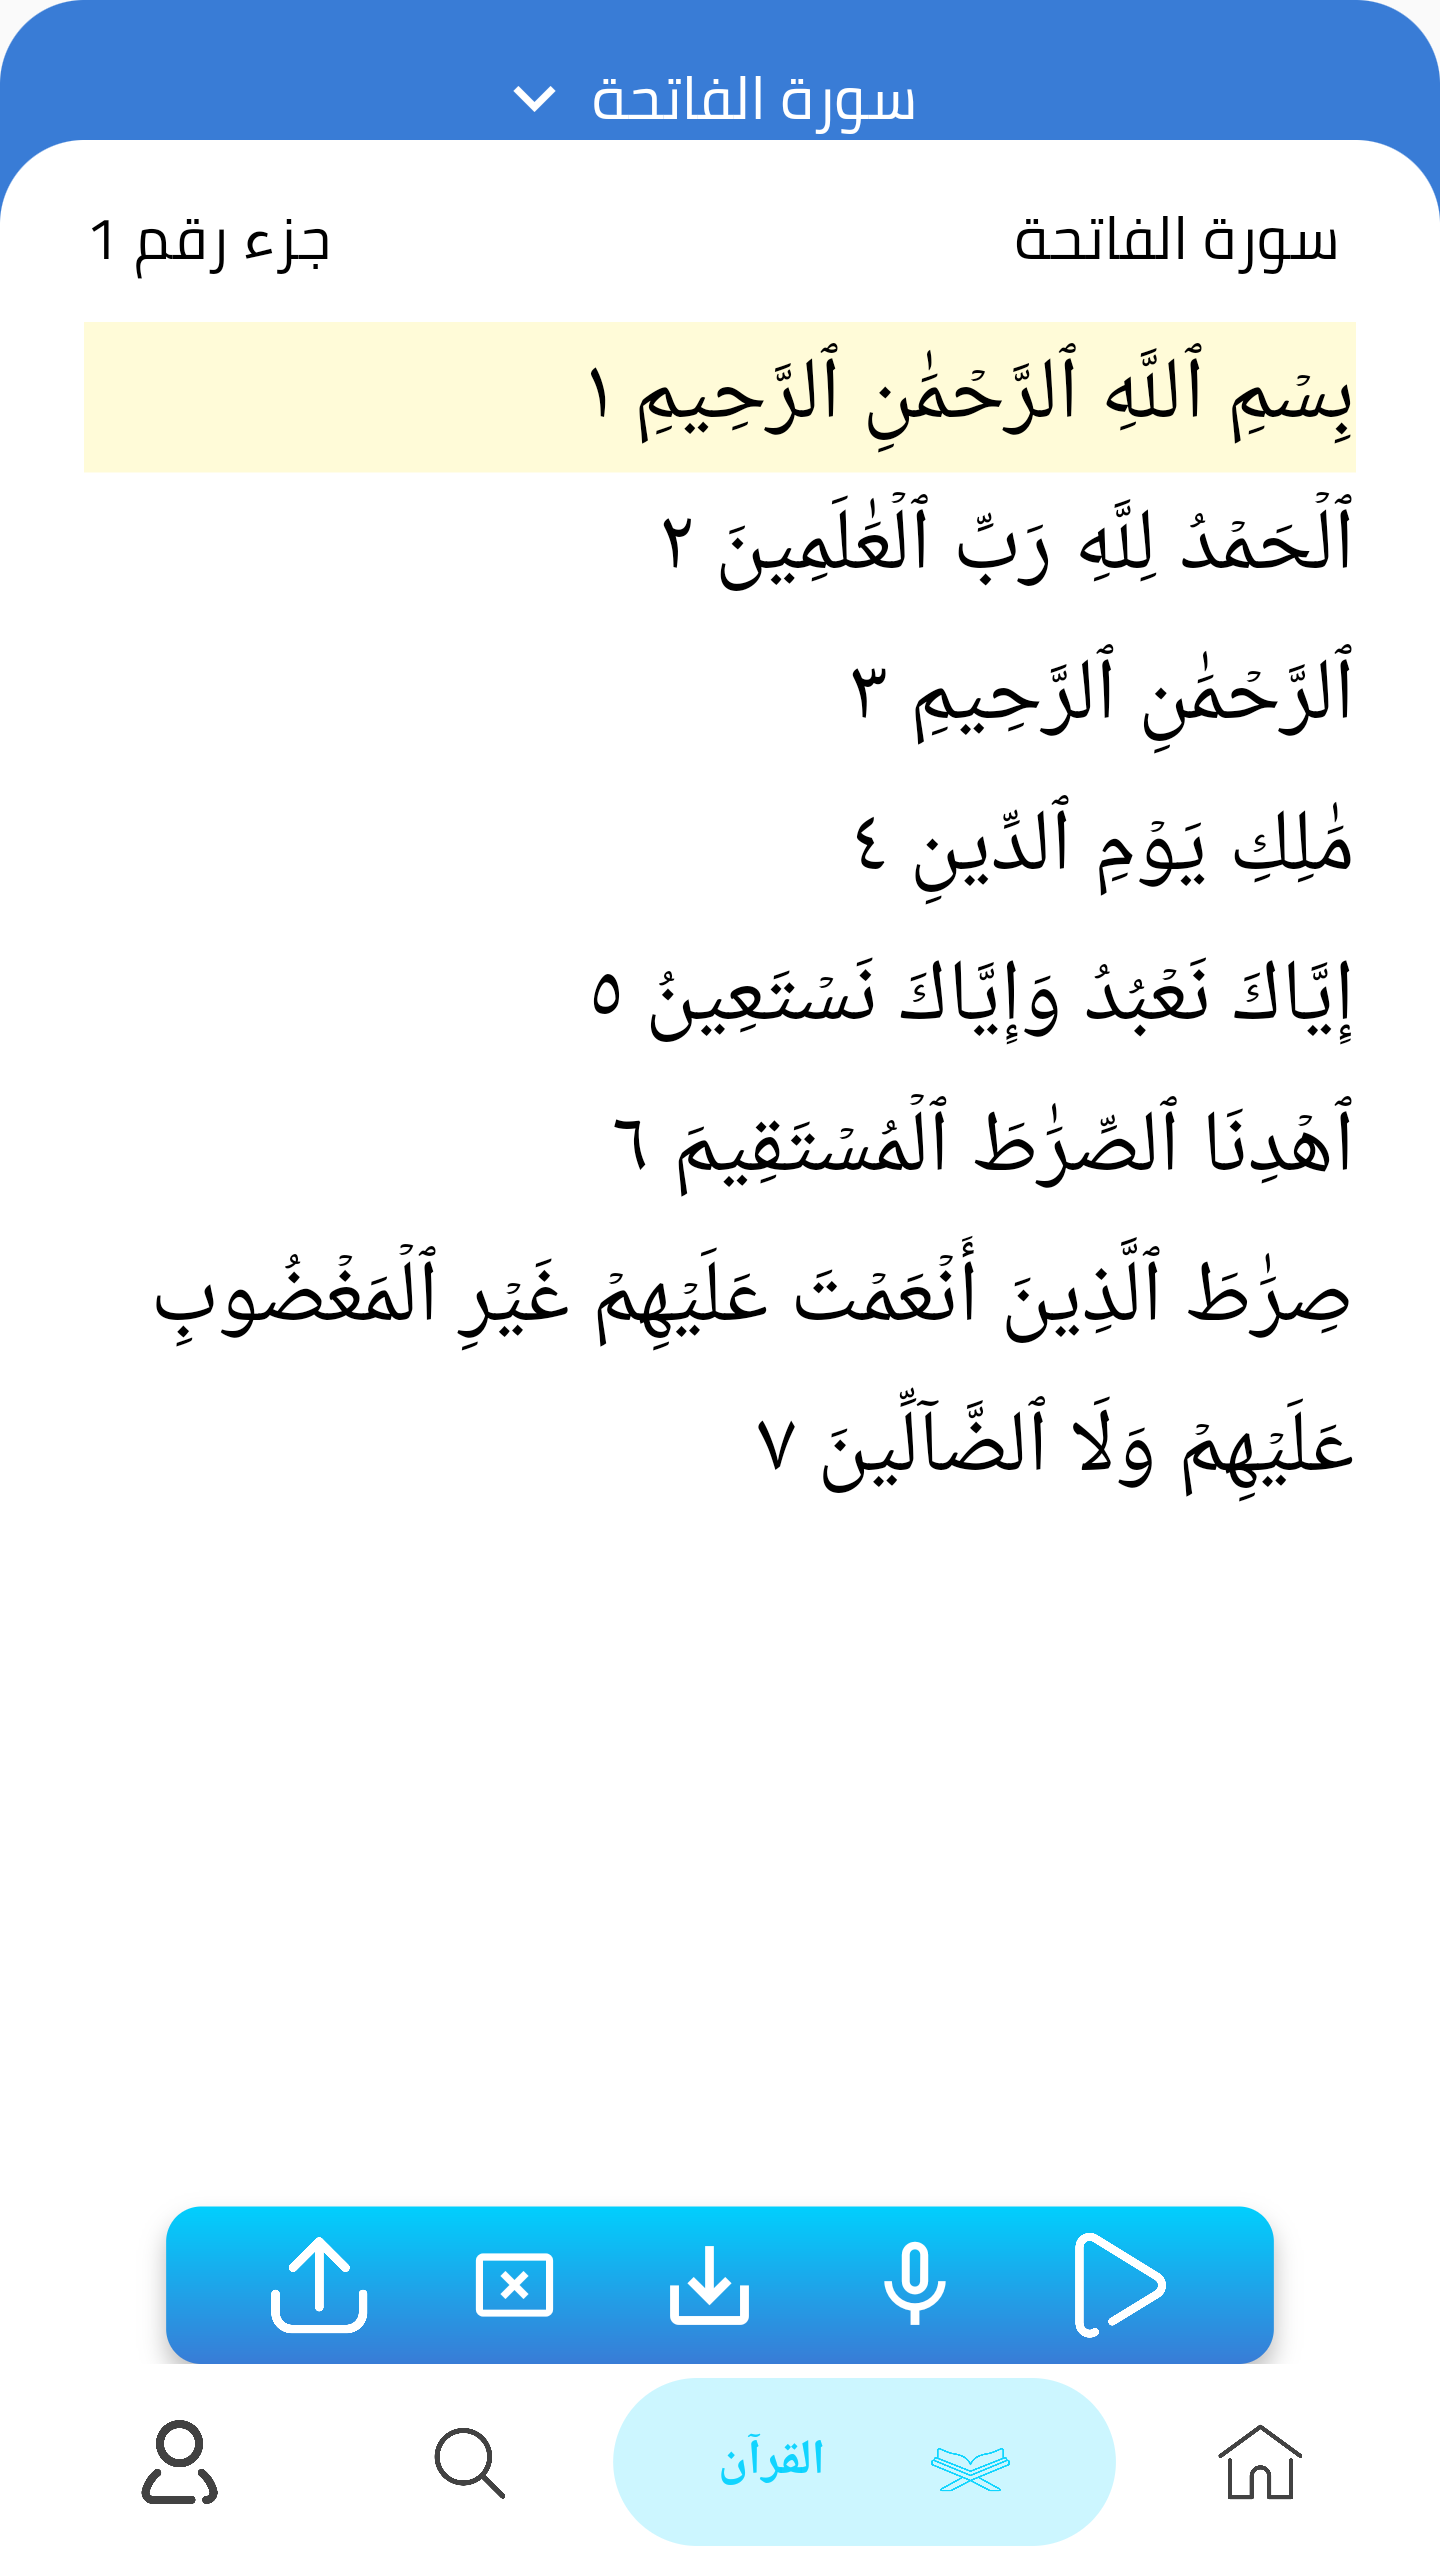 سورة الفاتحة
سورة الفاتحة
جزء رقم 1
بِسۡمِ ٱللَّهِ ٱلرَّحۡمَٰنِ ٱلرَّحِيمِ ١
ٱلۡحَمۡدُ لِلَّهِ رَبِّ ٱلۡعَٰلَمِينَ ٢
ٱلرَّحۡمَٰنِ ٱلرَّحِيمِ ٣
مَٰلِكِ يَوۡمِ ٱلدِّينِ ٤
إِيَّاكَ نَعۡبُدُ وَإِيَّاكَ نَسۡتَعِينُ ٥
ٱهۡدِنَا ٱلصِّرَٰطَ ٱلۡمُسۡتَقِيمَ ٦
صِرَٰطَ ٱلَّذِينَ أَنۡعَمۡتَ عَلَيۡهِمۡ غَيۡرِ ٱلۡمَغۡضُوبِ
عَلَيۡهِمۡ وَلَا ٱلضَّآلِّينَ ٧
القرآن